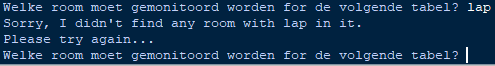 Welke room moet gemonitoord worden for de volgende tabel? lap
Sorry, I didn't find any room with lap in it.
Please try again...
Welke room moet gemonitoord worden for de volgende tabel?